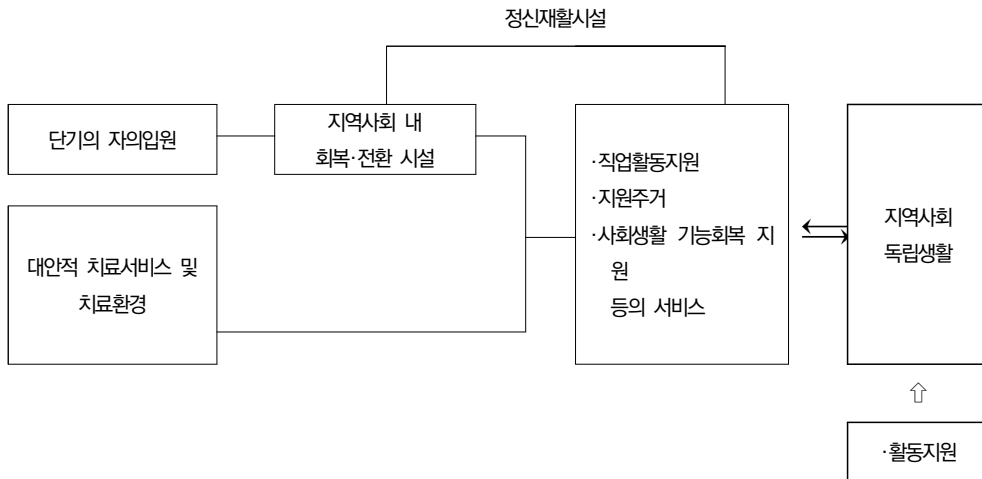 정신재활시설
단기의 자의입원
지역사회 내
회복·전환 시설
대안적 치료서비스 및
치료환경
·직업활동지원
·지원주거
·사회생활 기능회복 지
원
등의 서비스
지역사회
독립생활
·활동지원